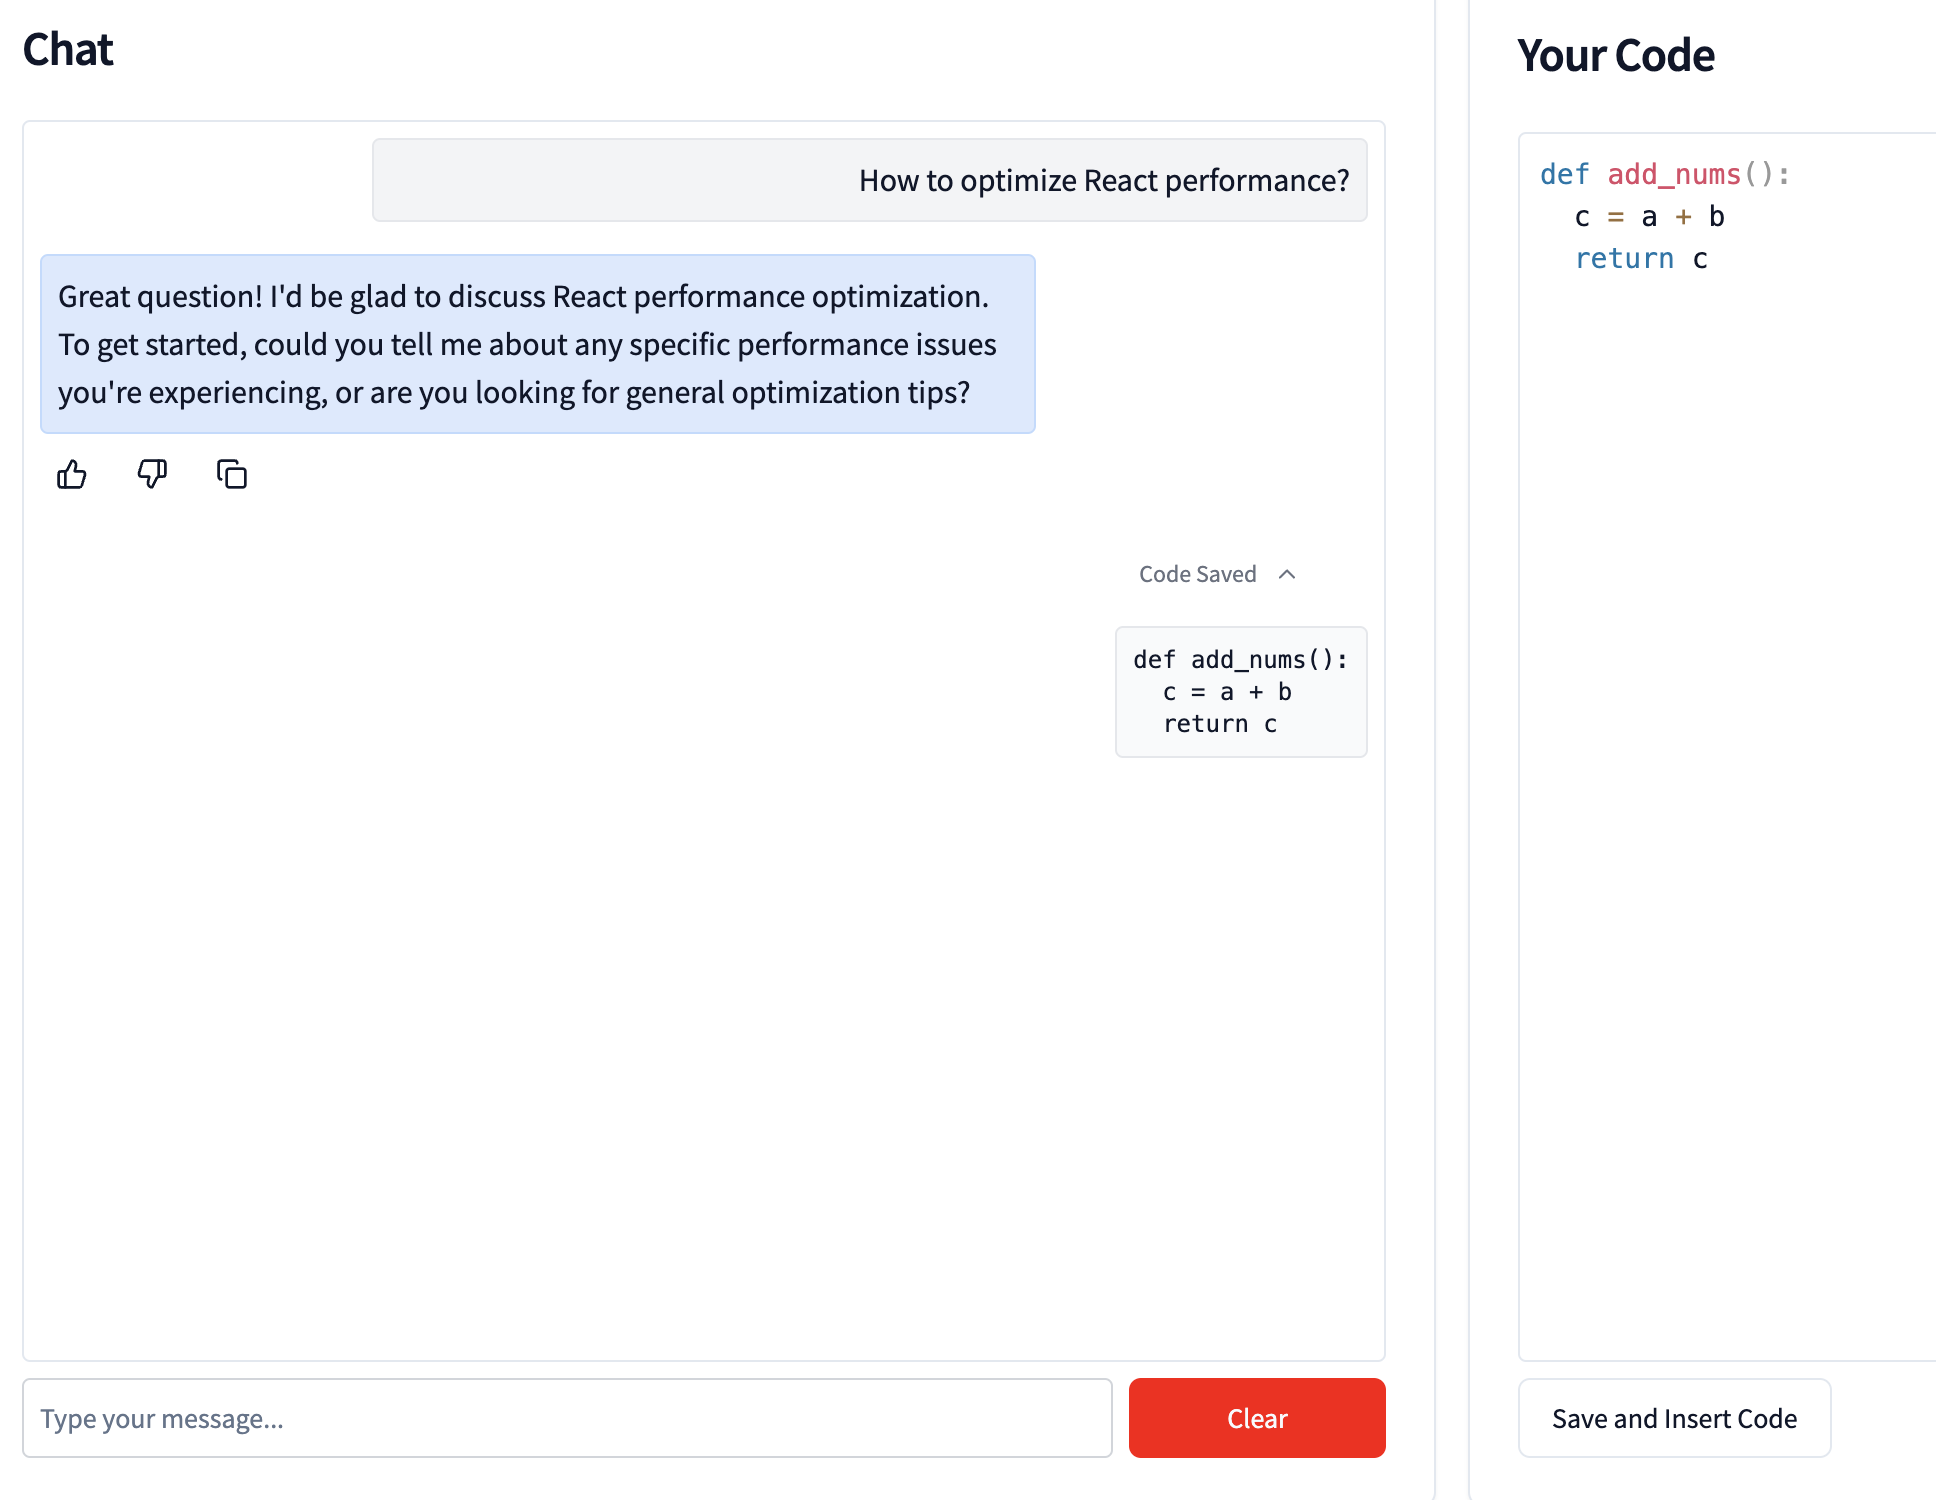 Chat
How to optimize React performance?
Great question! I'd be glad to discuss React performance optimization.
To get started, could you tell me about any specific performance issues
you're experiencing, or are you looking for general optimization tips?
Code Saved
def add_nums():
  c = a + b
  return c
Type your message...
Clear
Your Code
def add_nums():
  c = a + b
  return c
Save and Insert Code